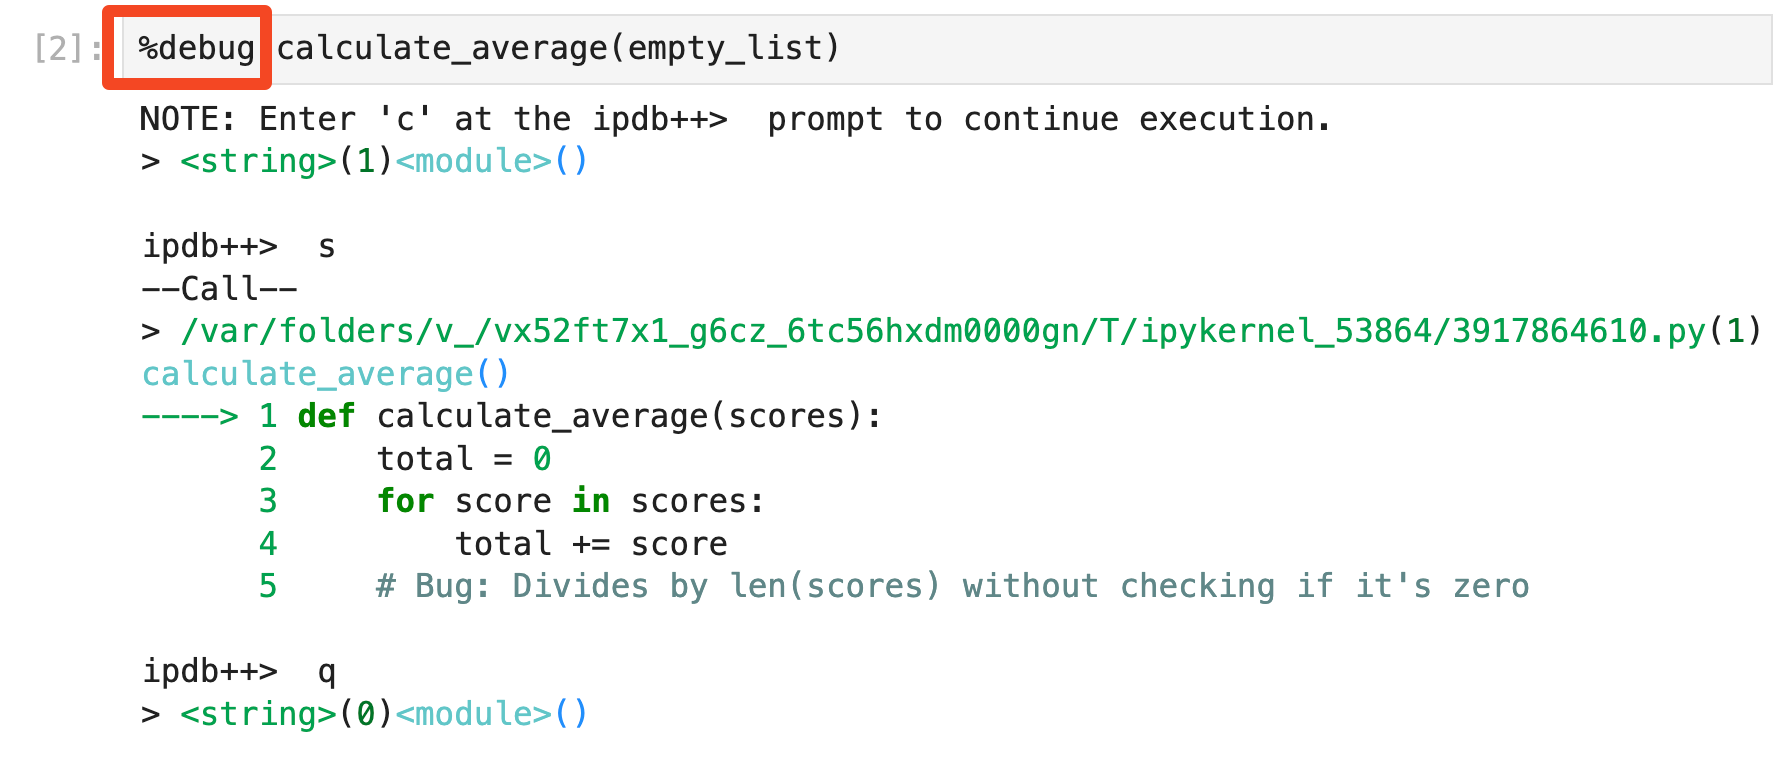 [2]: %debug calculate_average(empty_list)
NOTE: Enter 'c' at the ipdb++>  prompt to continue execution.
> <string>(1)<module>()
ipdb++>  s
--Call--
> /var/folders/v_/vx52ft7x1_g6cz_6tc56hxdm0000gn/T/ipykernel_53864/3917864610.py(1)
calculate_average()
----> 1 def calculate_average(scores):
      2     total = 0
      3     for score in scores:
      4         total += score
      5     # Bug: Divides by len(scores) without checking if it's zero
ipdb++>  q
> <string>(0)<module>()